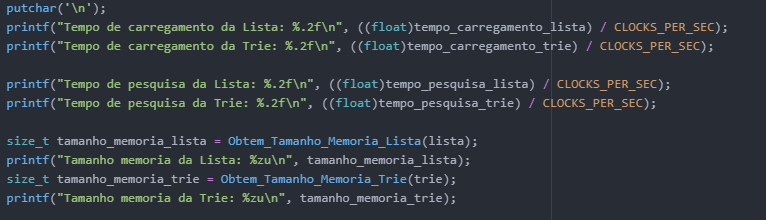 putchar('\n');
printf("Tempo de carregamento da Lista: %.2f\n", ((float)tempo_carregamento_lista) / CLOCKS_PER_SEC);
printf("Tempo de carregamento da Trie: %.2f\n", ((float)tempo_carregamento_trie) / CLOCKS_PER_SEC);
printf("Tempo de pesquisa da Lista: %.2f\n", ((float)tempo_pesquisa_lista) / CLOCKS_PER_SEC);
printf("Tempo de pesquisa da Trie: %.2f\n", ((float)tempo_pesquisa_trie) / CLOCKS_PER_SEC);
size_t tamanho_memoria_lista = Obtem_Tamanho_Memoria_Lista(lista);
printf("Tamanho memoria da Lista: %zu\n", tamanho_memoria_lista);
size_t tamanho_memoria_trie = Obtem_Tamanho_Memoria_Trie(trie);
printf("Tamanho memoria da Trie: %zu\n", tamanho_memoria_trie);